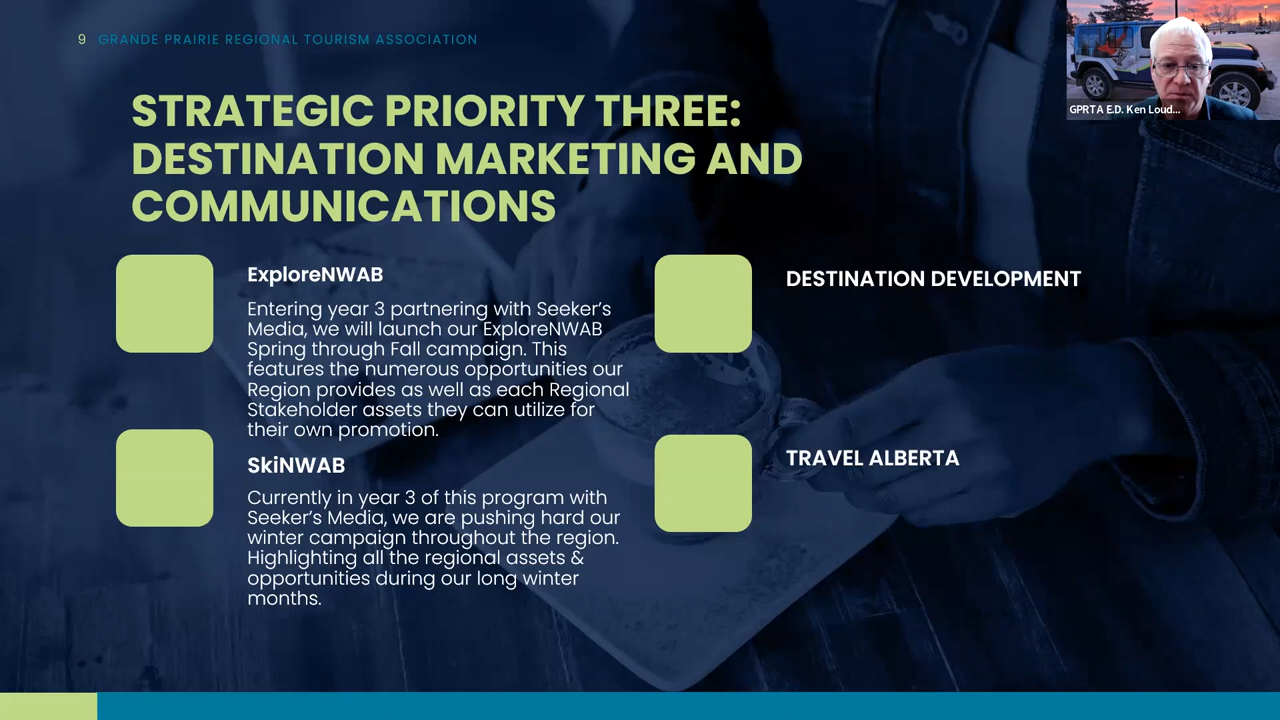 9 GRANDE PRAIRIE REGIONAL TOURISM ASSOCIATION
GPRTA E.D. Ken Loud...
STRATEGIC PRIORITY THREE:
DESTINATION MARKETING AND
COMMUNICATIONS
ExploreNWAB
Entering year 3 partnering with Seeker’s
Media, we will launch our ExploreNWAB
Spring through Fall campaign. This
features the numerous opportunities our
Region provides as well as each Regional
Stakeholder assets they can utilize for
their own promotion.
SkiNWAB
Currently in year 3 of this program with
Seeker’s Media, we are pushing hard our
winter campaign throughout the region.
Highlighting all the regional assets &
opportunities during our long winter
months.
DESTINATION DEVELOPMENT
TRAVEL ALBERTA